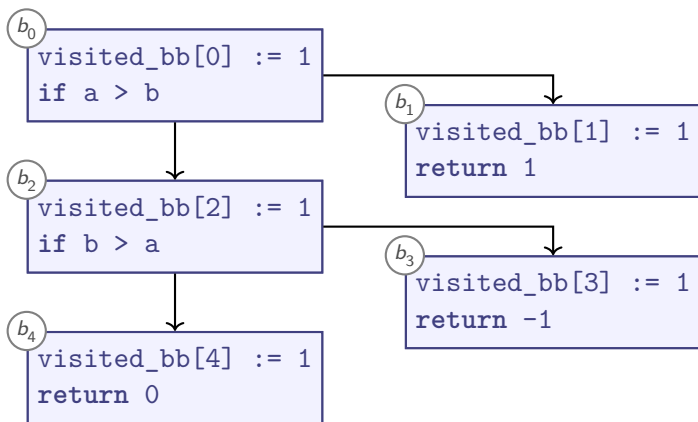 b0
visited_bb[0] := 1
if a > b
b1
visited_bb[1] := 1
return 1
b2
visited_bb[2] := 1
if b > a
b3
visited_bb[3] := 1
return -1
b4
visited_bb[4] := 1
return 0